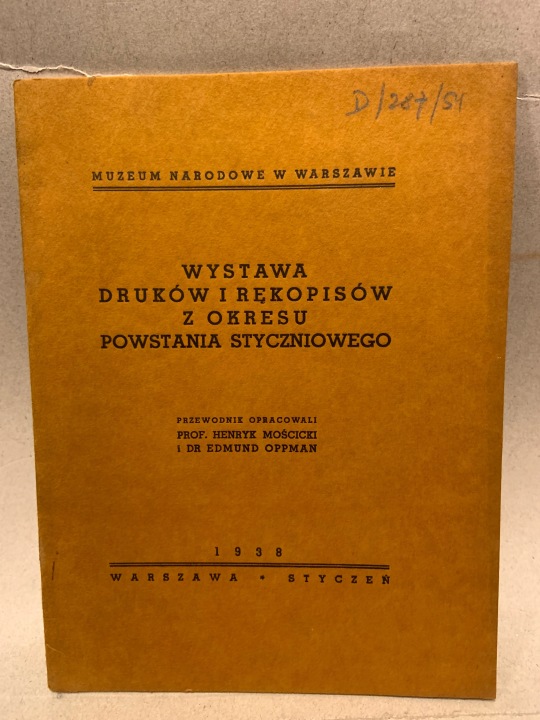 D/287/54
MUZEUM NARODOWE W WARSZAWIE
WYSTAWA
DRUKÓW I RĘKOPISÓW
Z OKRESU
POWSTANIA STYCZNIOWEGO
PRZEWODNIK OPRACOWALI
PROF. HENRYK MOŚCICKI
i DR EDMUND OPPMAN
1938
WARSZAWA * STYCZEŃ